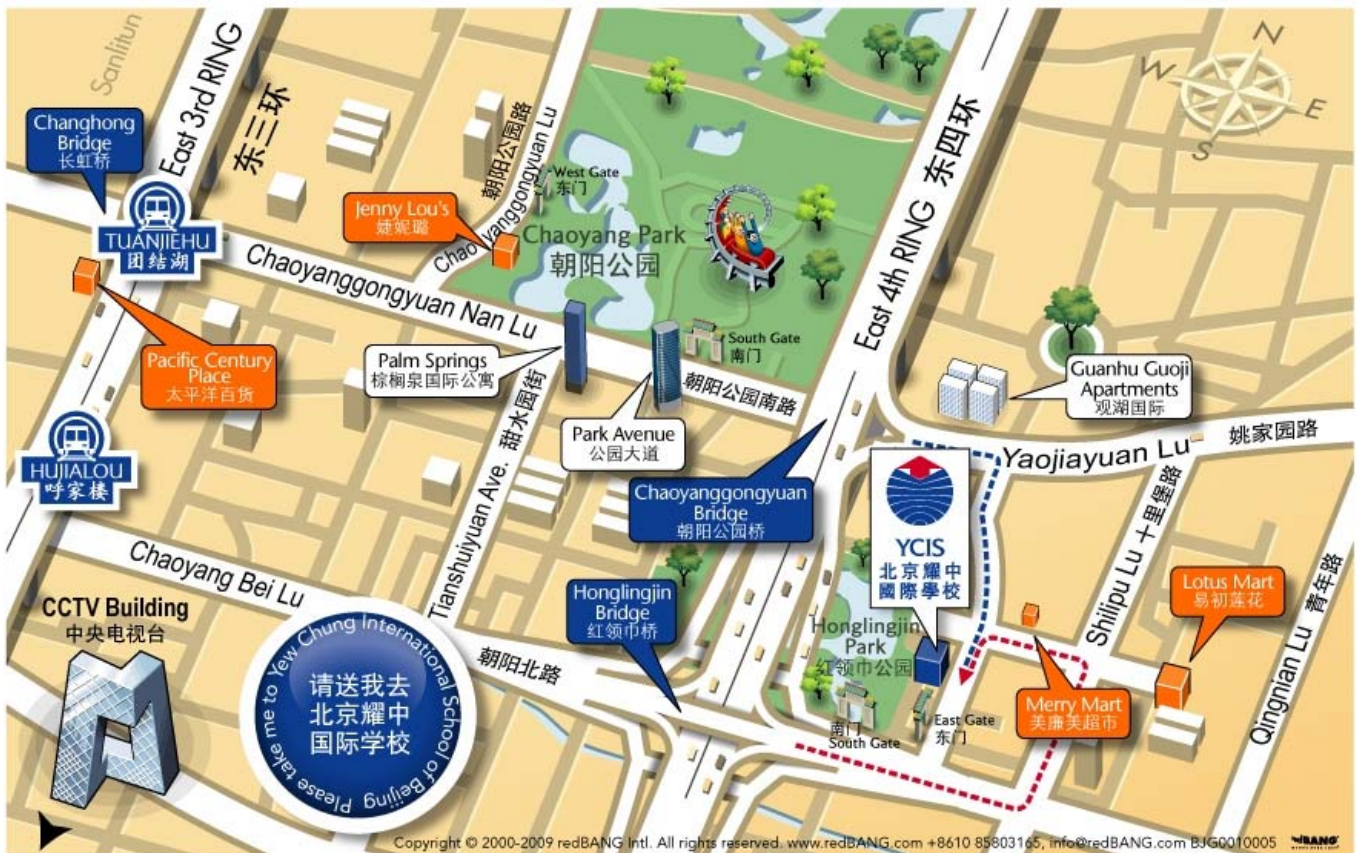 Sanlitun
East 3rd RING
东三环
Changhong
Bridge
长虹桥
TUANJIEHU
团结湖
Pacific Century
Place
太平洋百货
HUJIALOU
呼家楼
朝阳公园路
Chaoyanggongyuan Lu
West Gate
东门
Jenny Lou's
婕妮璐
Chaoyang Park
朝阳公园
Chaoyanggongyuan Nan Lu
朝阳公园南路
South Gate
南门
Palm Springs
棕榈泉国际公寓
Park Avenue
公园大道
East 4th RING 东四环
N
W
E
S
Guanhu Guoji
Apartments
观湖国际
Yaojiayuan Lu
姚家园路
Chaoyanggongyuan
Bridge
朝阳公园桥
YCIS
北京耀中
國際學校
Tianshuiyuan Ave. 甜水园街
Chaoyang Bei Lu
朝阳北路
Honglingjin
Bridge
红领巾桥
Honglingjin
Park
红领巾公园
南门
South Gate
East Gate
东门
Merry Mart
美廉美超市
Lotus Mart
易初莲花
Shilipu Lu 十里堡路
Qingnian Lu 青年路
CCTV Building
中央电视台
Please take me to Yew Chung International School of Beijing
请送我去
北京耀中
国际学校
Copyright © 2000-2009 redBANG Intl. All rights reserved. www.redBANG.com +8610 85803165, info@redBANG.com BJG0010005